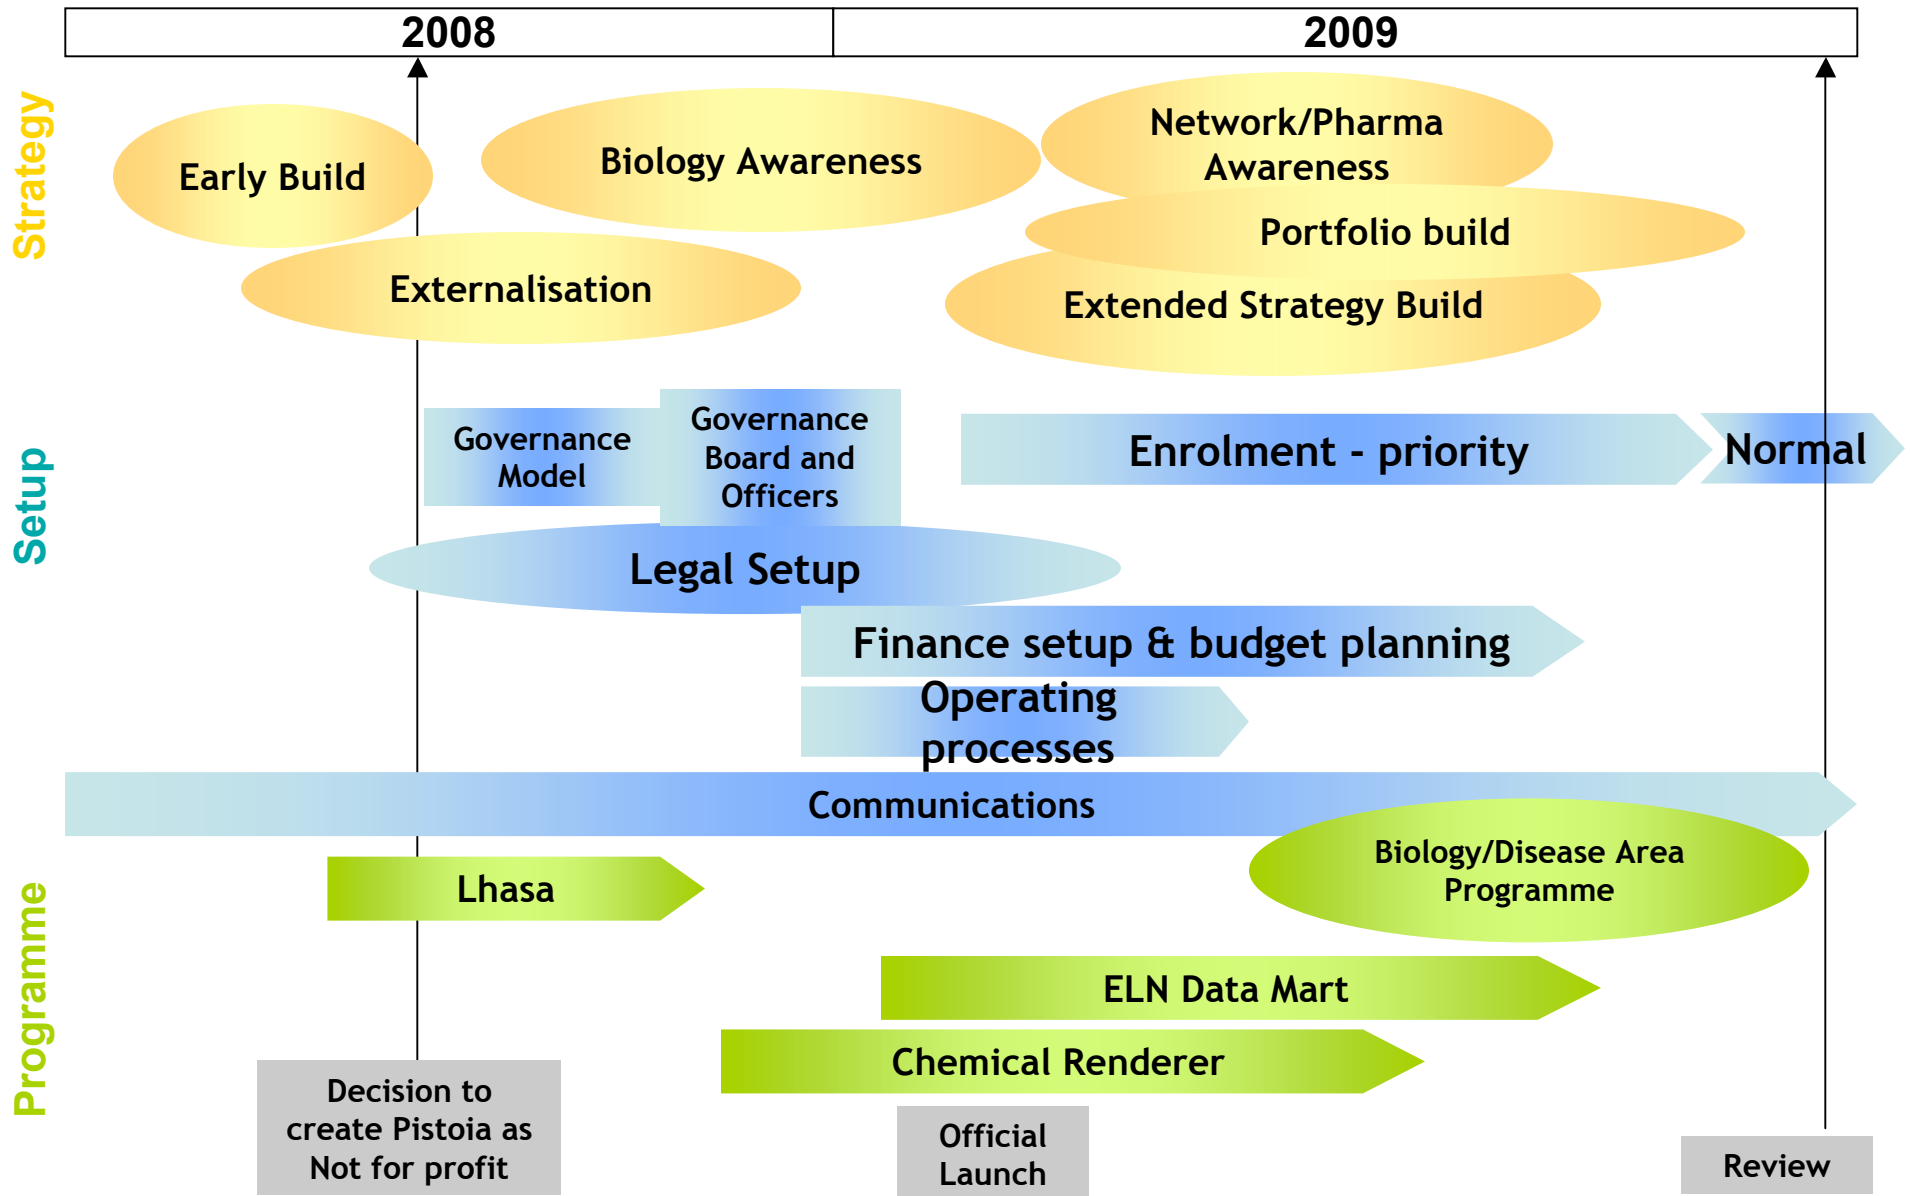 2008
2009
Strategy
Early Build
Biology Awareness
Network/Pharma
Awareness
Portfolio build
Externalisation
Extended Strategy Build
Setup
Governance
Model
Governance
Board and
Officers
Enrolment - priority
Normal
Legal Setup
Finance setup & budget planning
Operating
processes
Communications
Programme
Biology/Disease Area
Programme
Lhasa
ELN Data Mart
Chemical Renderer
Decision to
create Pistoia as
Not for profit
Official
Launch
Review